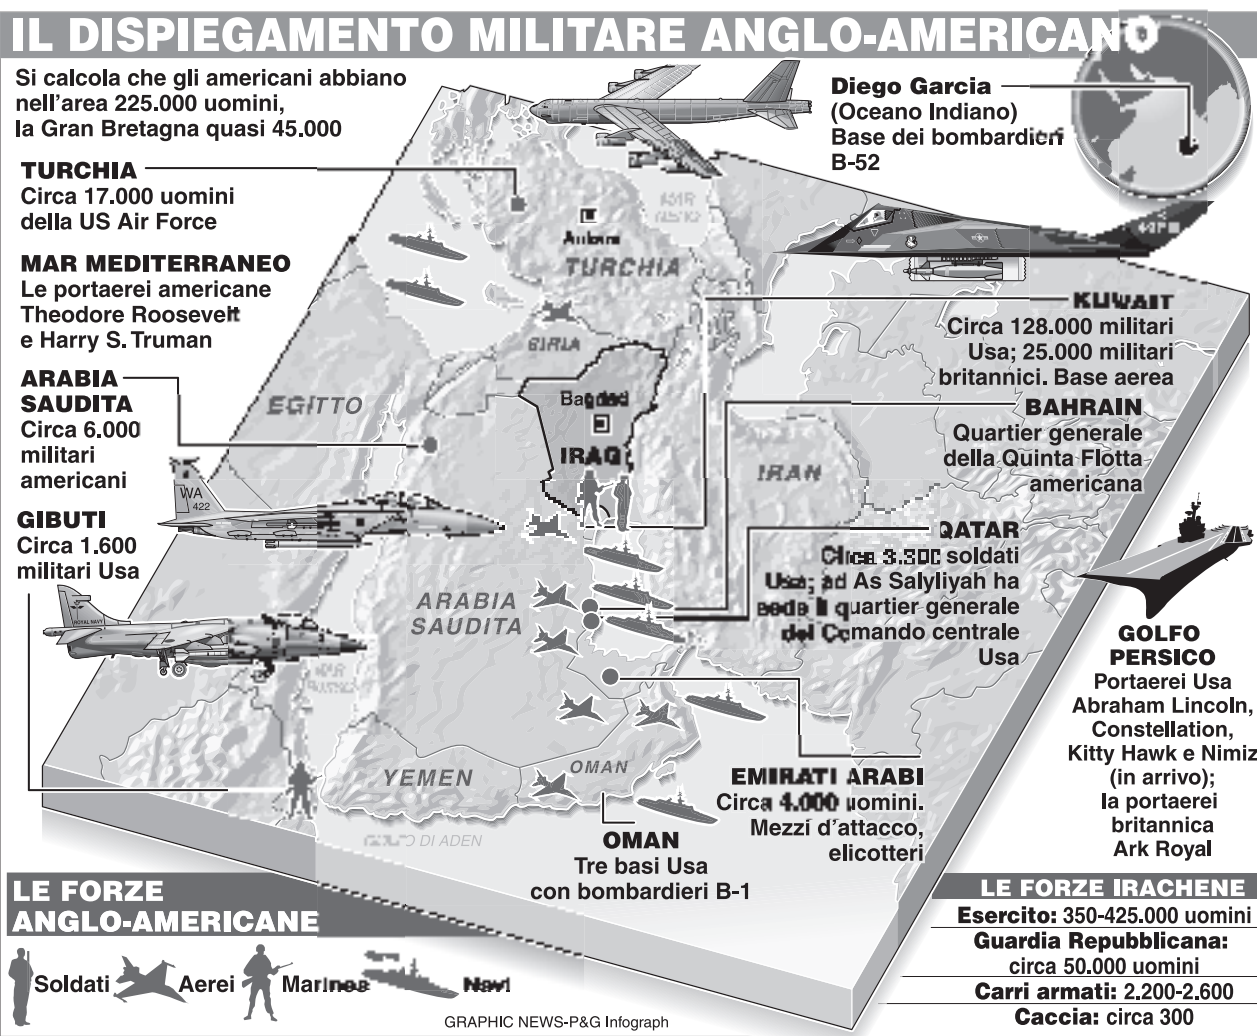 IL DISPIEGAMENTO MILITARE ANGLO-AMERICANO
Si calcola che gli americani abbiano
nell'area 225.000 uomini,
la Gran Bretagna quasi 45.000
TURCHIA
Circa 17.000 uomini
della US Air Force
MAR MEDITERRANEO
Le portaerei americane
Theodore Roosevelt
e Harry S. Truman
ARABIA
SAUDITA
Circa 6.000
militari
americani
GIBUTI
Circa 1.600
militari Usa
Diego Garcia
(Oceano Indiano)
Base dei bombardieri
B-52
KUWAIT
Circa 128.000 militari
Usa; 25.000 militari
britannici. Base aerea
BAHRAIN
Quartier generale
della Quinta Flotta
americana
QATAR
Circa 3.300 soldati
Usa; ad As Salyliyah ha
sede il quartier generale
del Comando centrale
Usa
GOLFO
PERSICO
Portaerei Usa
Abraham Lincoln,
Constellation,
Kitty Hawk e Nimiz
(in arrivo);
la portaerei
britannica
Ark Royal
EMIRATI ARABI
Circa 4.000 uomini.
Mezzi d'attacco,
elicotteri
OMAN
Tre basi Usa
con bombardieri B-1
Ankara
TURCHIA
SIRIA
EGITTO
Bagdad
IRAQ
IRAN
ARABIA
SAUDITA
MAR
YEMEN
OMAN
GOLFO DI ADEN
WA
422
ROYAL NAVY
LE FORZE
ANGLO-AMERICANE
Soldati
Aerei
Marines
Navi
GRAPHIC NEWS-P&G Infograph
LE FORZE IRACHENE
Esercito: 350-425.000 uomini
Guardia Repubblicana:
circa 50.000 uomini
Carri armati: 2.200-2.600
Caccia: circa 300